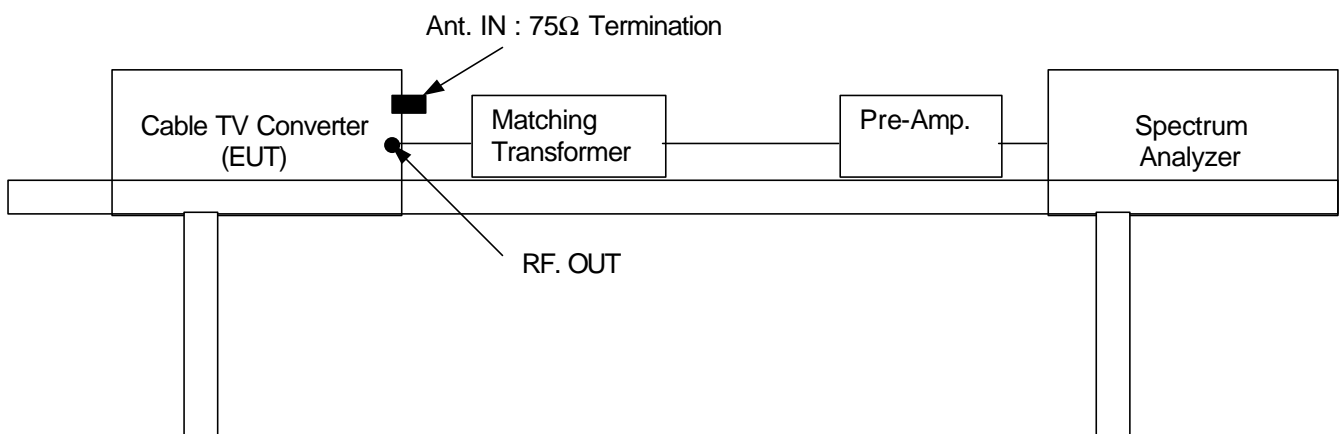 Ant. IN : 75Ω Termination
Cable TV Converter
(EUT)
Matching
Transformer
Pre-Amp.
Spectrum
Analyzer
RF. OUT